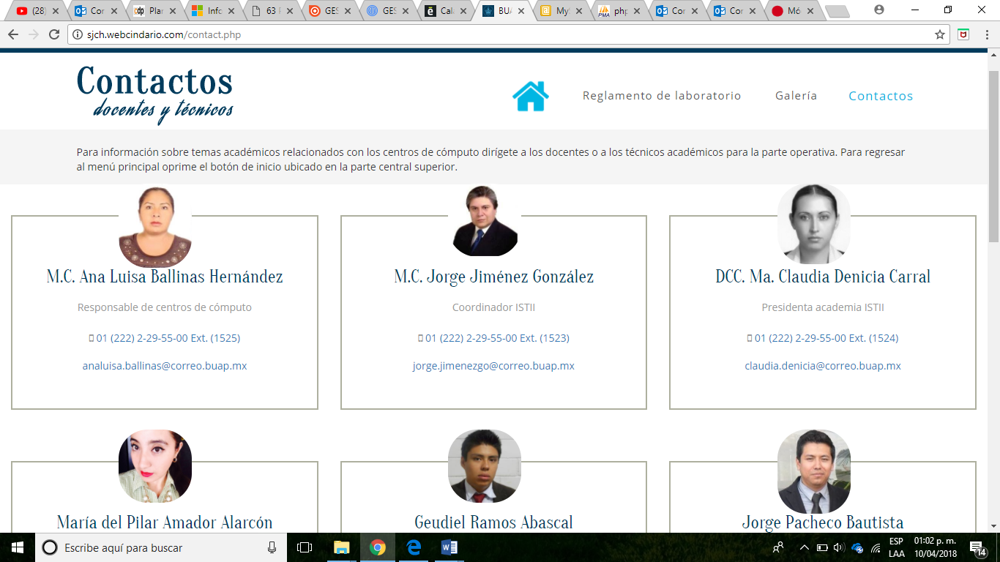 (28)
Cor
Plar
Info
63 F
GES
GES
Cala
BUA
MyS
php
Cor
Cor
Mó
sjch.webcindario.com/contact.php
Contactos
docentes y técnicos
Reglamento de laboratorio
Galería
Contactos
Para información sobre temas académicos relacionados con los centros de cómputo dirígete a los docentes o a los técnicos académicos para la parte operativa. Para regresar
al menú principal oprime el botón de inicio ubicado en la parte central superior.
M.C. Ana Luisa Ballinas Hernández
Responsable de centros de cómputo
01 (222) 2-29-55-00 Ext. (1525)
analuisa.ballinas@correo.buap.mx
M.C. Jorge Jiménez González
Coordinador ISTII
01 (222) 2-29-55-00 Ext. (1523)
jorge.jimenezgo@correo.buap.mx
DCC. Ma. Claudia Denicia Carral
Presidenta academia ISTII
01 (222) 2-29-55-00 Ext. (1524)
claudia.denicia@correo.buap.mx
María del Pilar Amador Alarcón
Geudiel Ramos Abascal
Jorge Pacheco Bautista
Escribe aquí para buscar
ESP
LAA
01:02 p. m.
10/04/2018
14